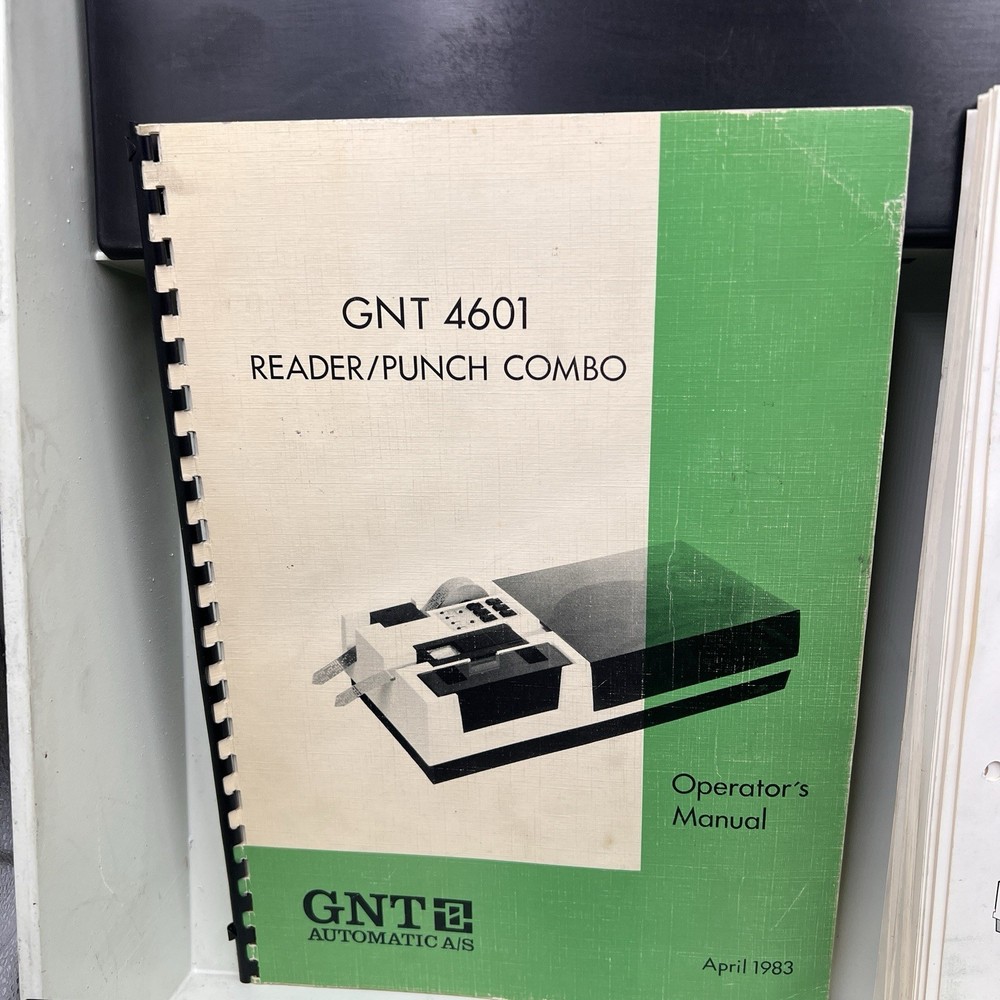 GNT 4601
READER/PUNCH COMBO
Operator's
Manual
GNT
AUTOMATIC A/S
April 1983